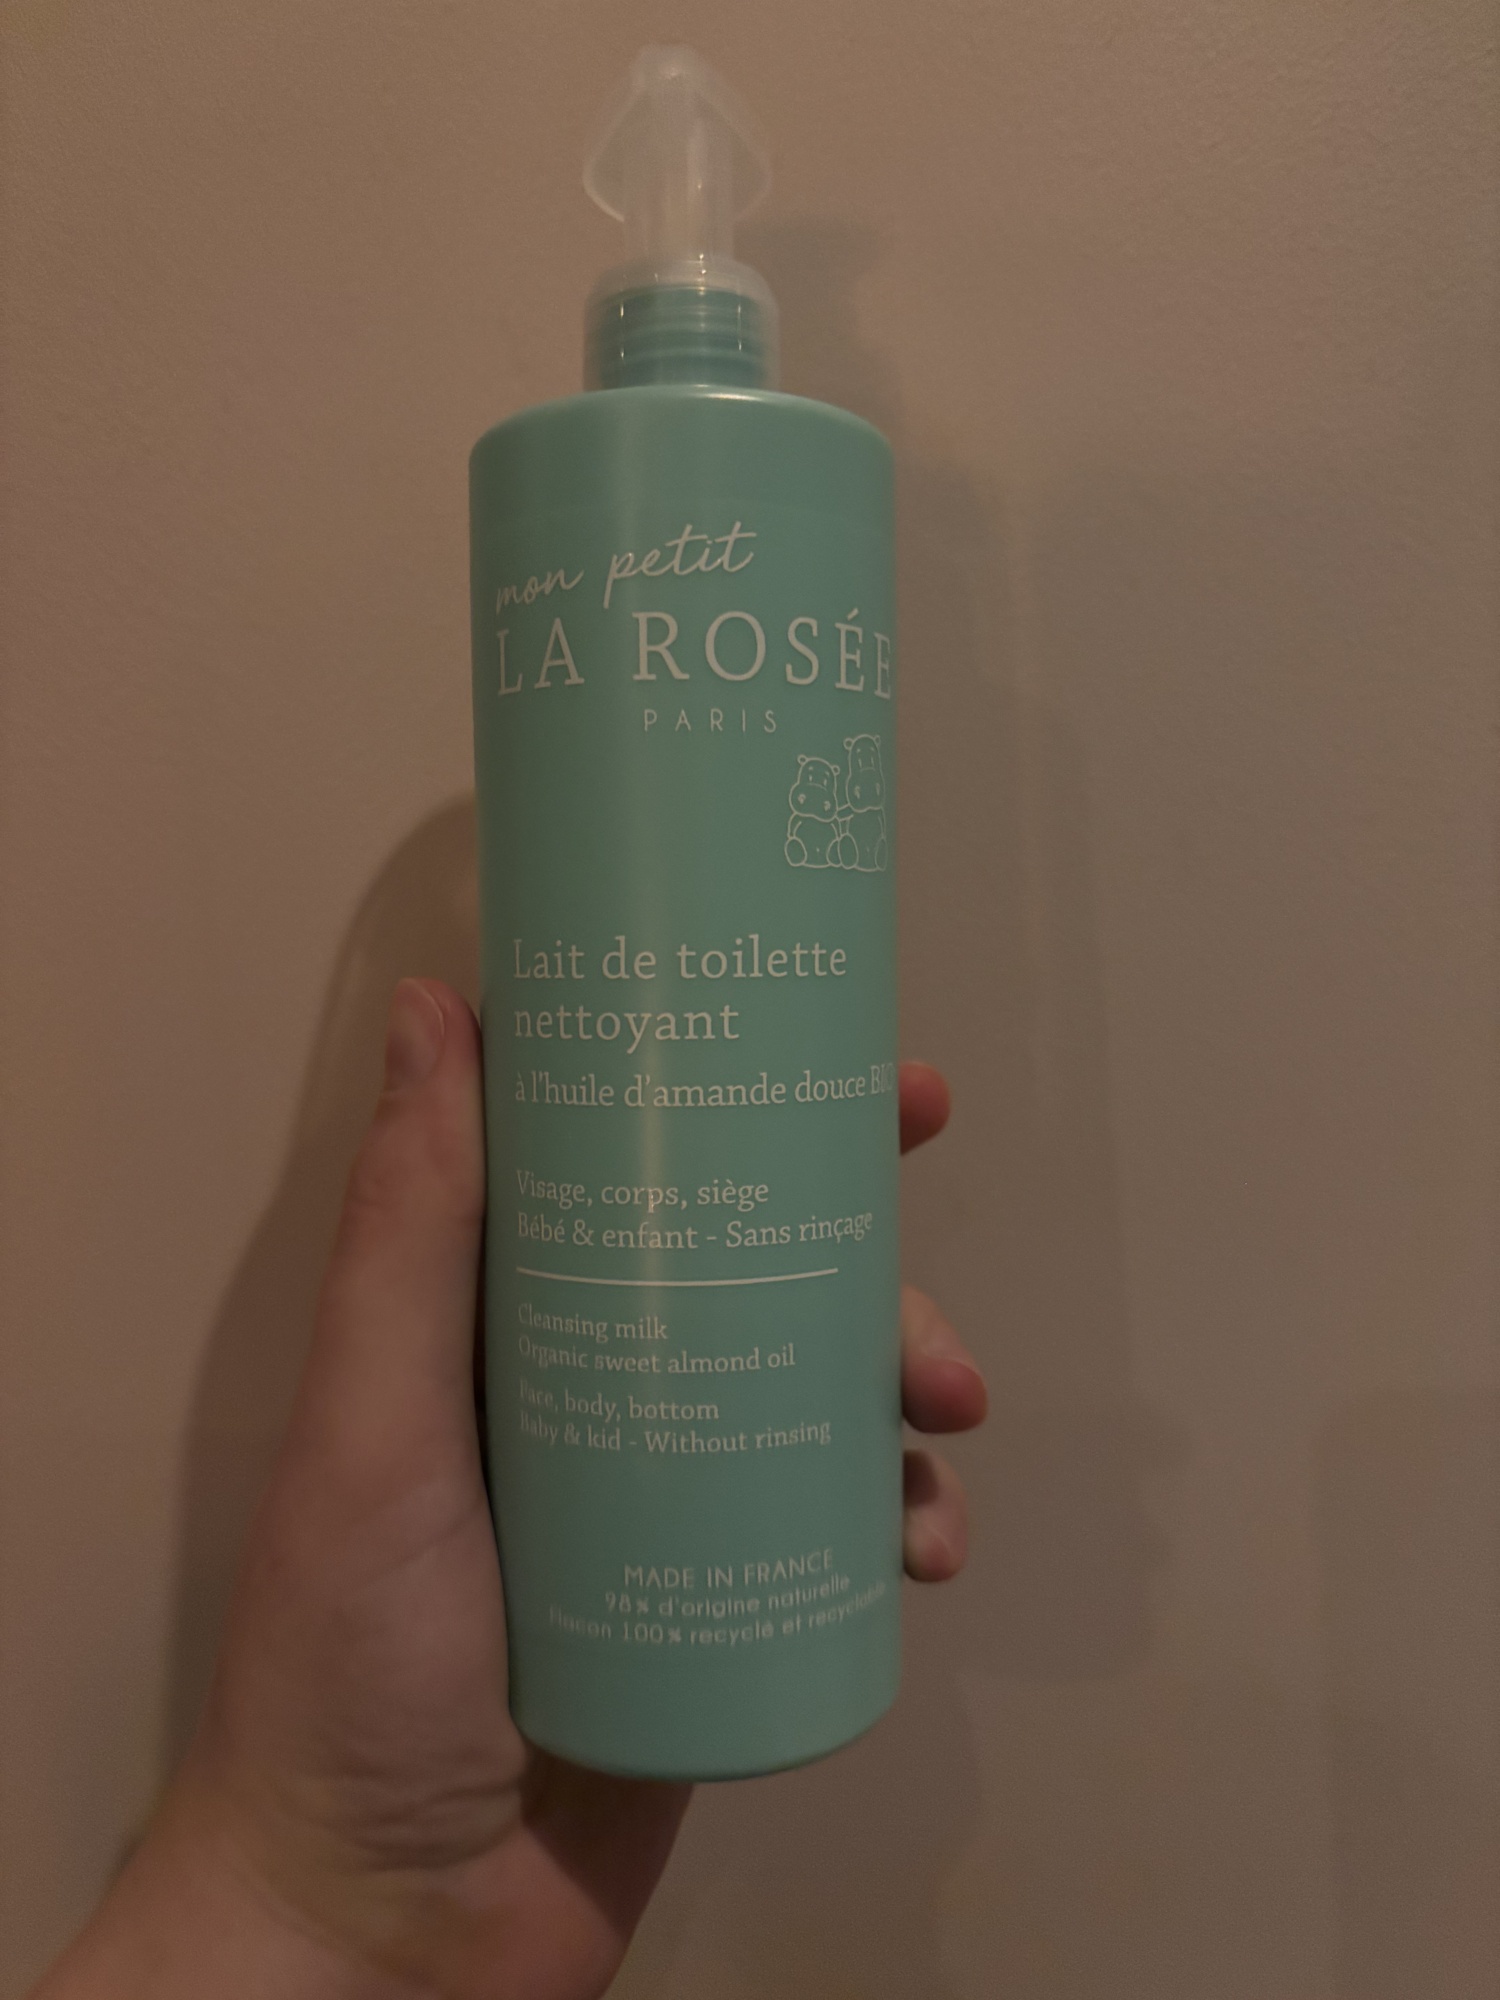 mon petit
LA ROSÉE
PARIS
Lait de toilette
nettoyant
à l'huile d'amande douce BIO
Visage, corps, siège
Bébé & enfant - Sans rinçage
Cleansing milk
Organic sweet almond oil
Face, body, bottom
Baby & kid - Without rinsing
MADE IN FRANCE
98% d'origine naturelle
Flacon 100% recyclé et recyclable